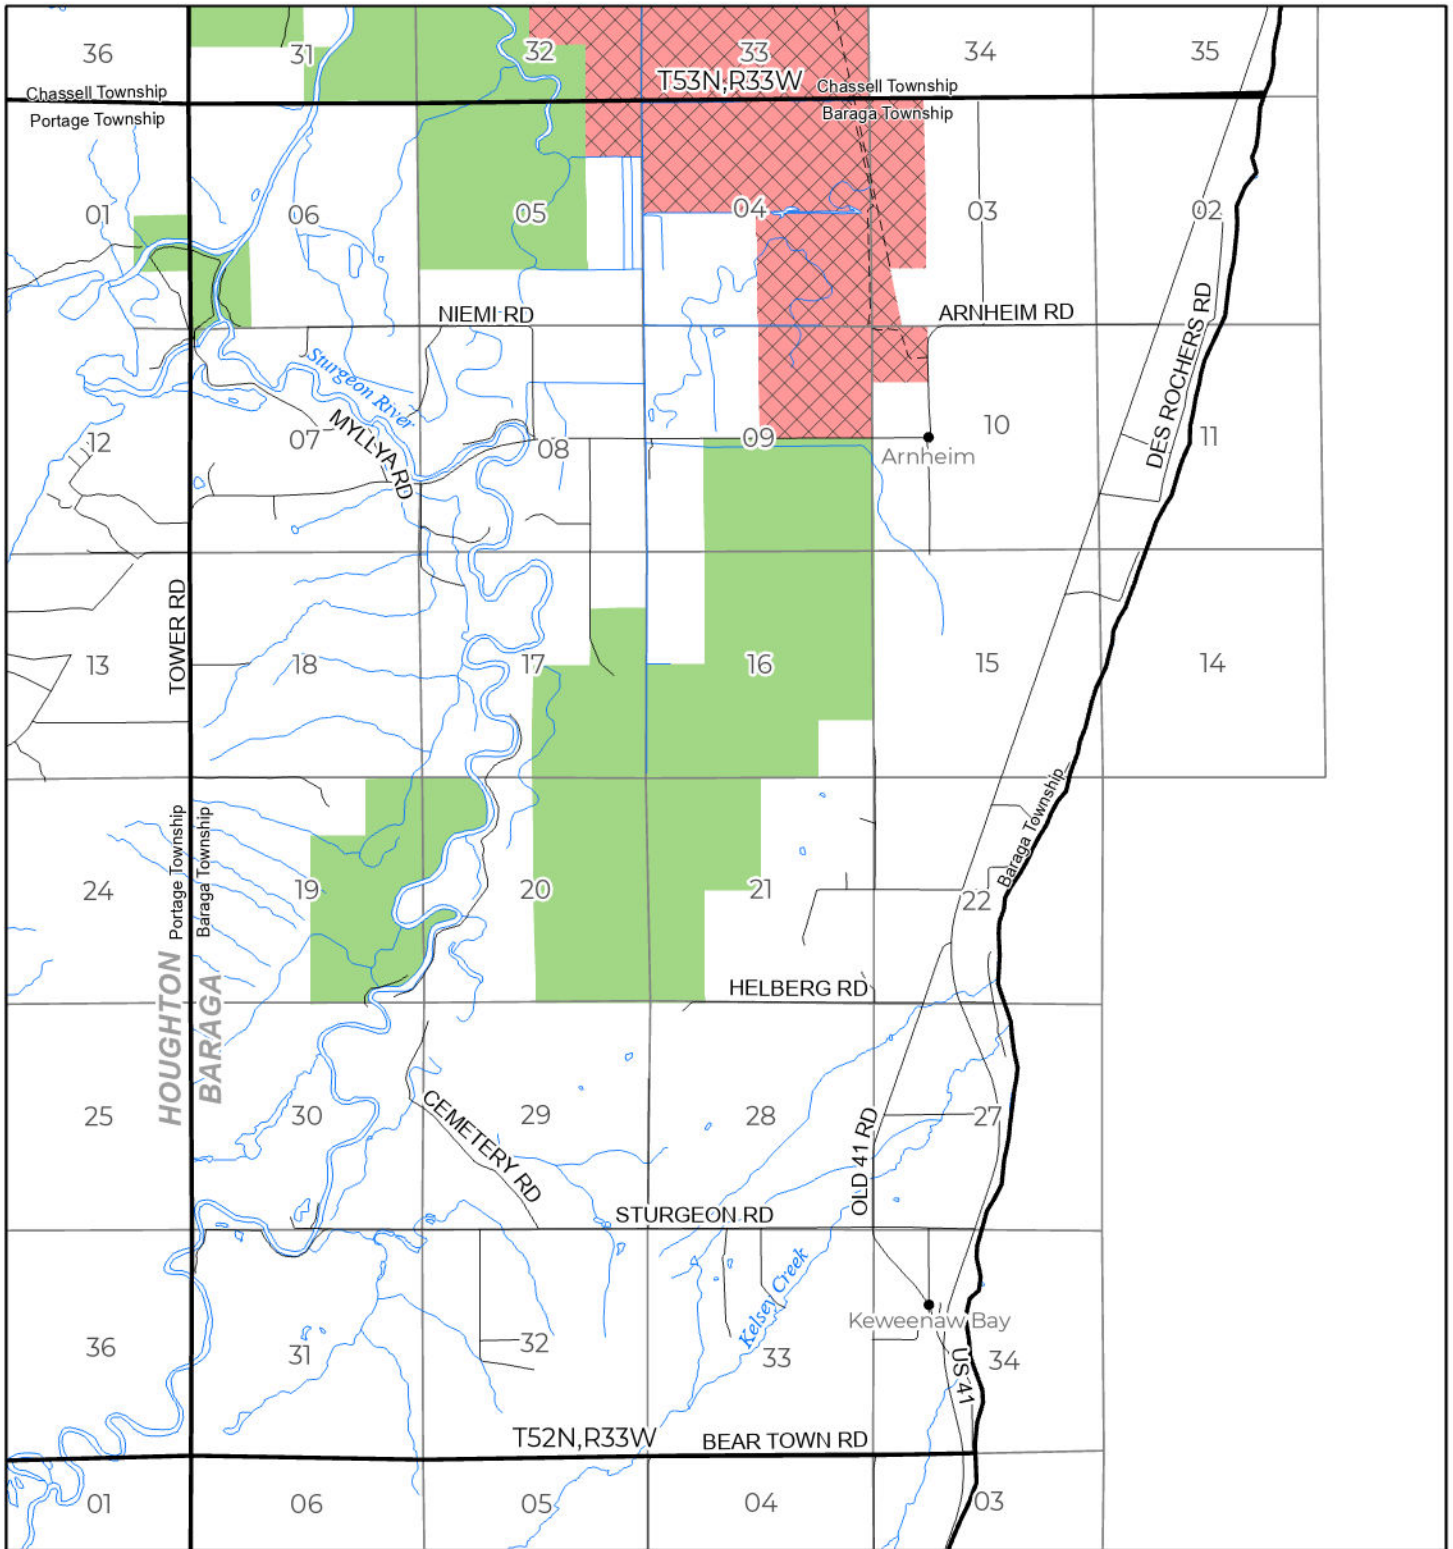 36
31
32
33
34
35
T53N,R33W
Chassell Township
Chassell Township
Portage Township
Baraga Township
01
06
05
04
03
02
NIEMI RD
ARNHEIM RD
DES ROCHERS RD
Sturgeon River
MYLLYA RD
12
07
08
09
10
11
Arnheim
TOWER RD
13
18
17
16
15
14
Portage Township
Baraga Township
Baraga Township
24
19
20
21
22
HOUGHTON
BARAGA
HELBERG RD
25
30
29
28
27
CEMETERY RD
OLD 41 RD
STURGEON RD
Kelsey Creek
Keweenaw Bay
36
31
32
33
34
US 41
T52N,R33W
BEAR TOWN RD
01
06
05
04
03